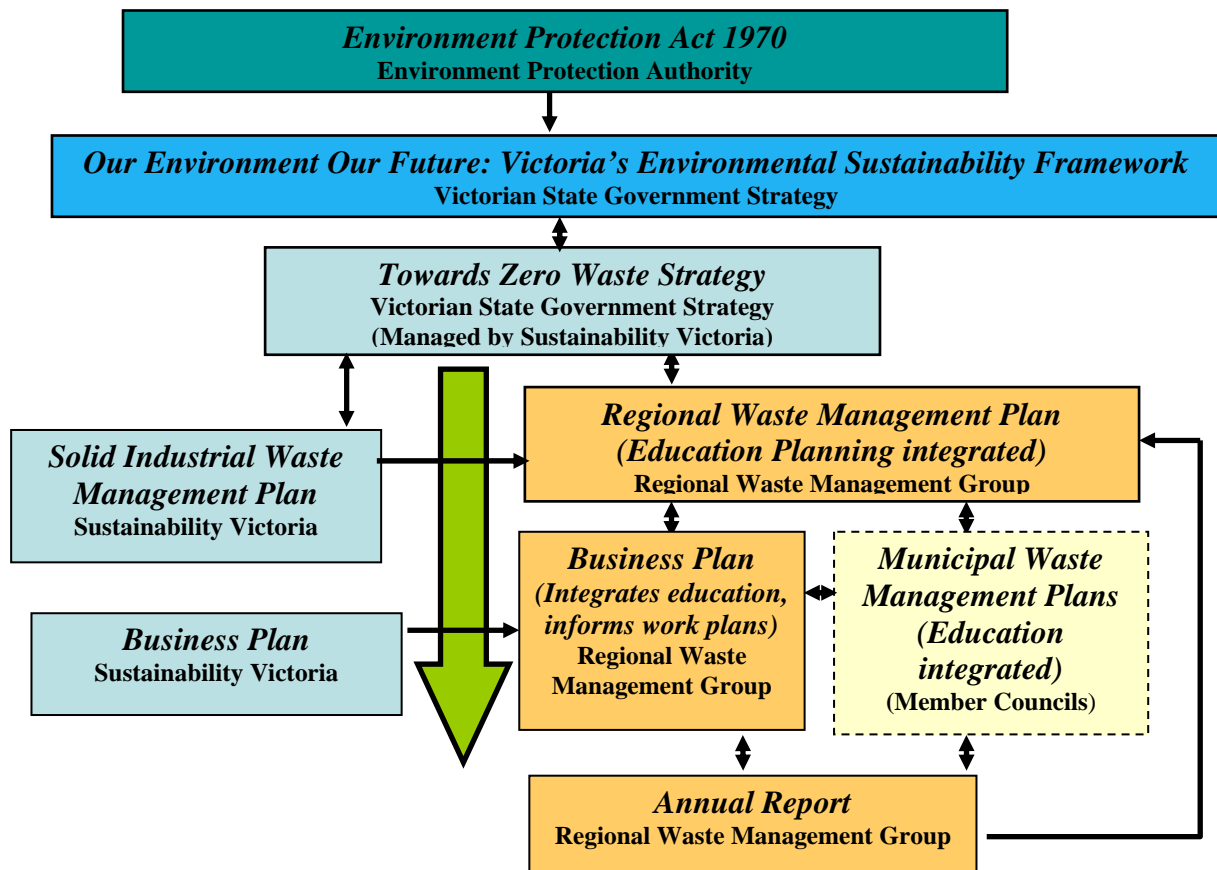 Environment Protection Act 1970
Environment Protection Authority
Our Environment Our Future: Victoria’s Environmental Sustainability Framework
Victorian State Government Strategy
Towards Zero Waste Strategy
Victorian State Government Strategy
(Managed by Sustainability Victoria)
Regional Waste Management Plan
(Education Planning integrated)
Regional Waste Management Group
Solid Industrial Waste
Management Plan
Sustainability Victoria
Business Plan
(Integrates education,
informs work plans)
Regional Waste
Management Group
Municipal Waste
Management Plans
(Education
integrated)
(Member Councils)
Business Plan
Sustainability Victoria
Annual Report
Regional Waste Management Group